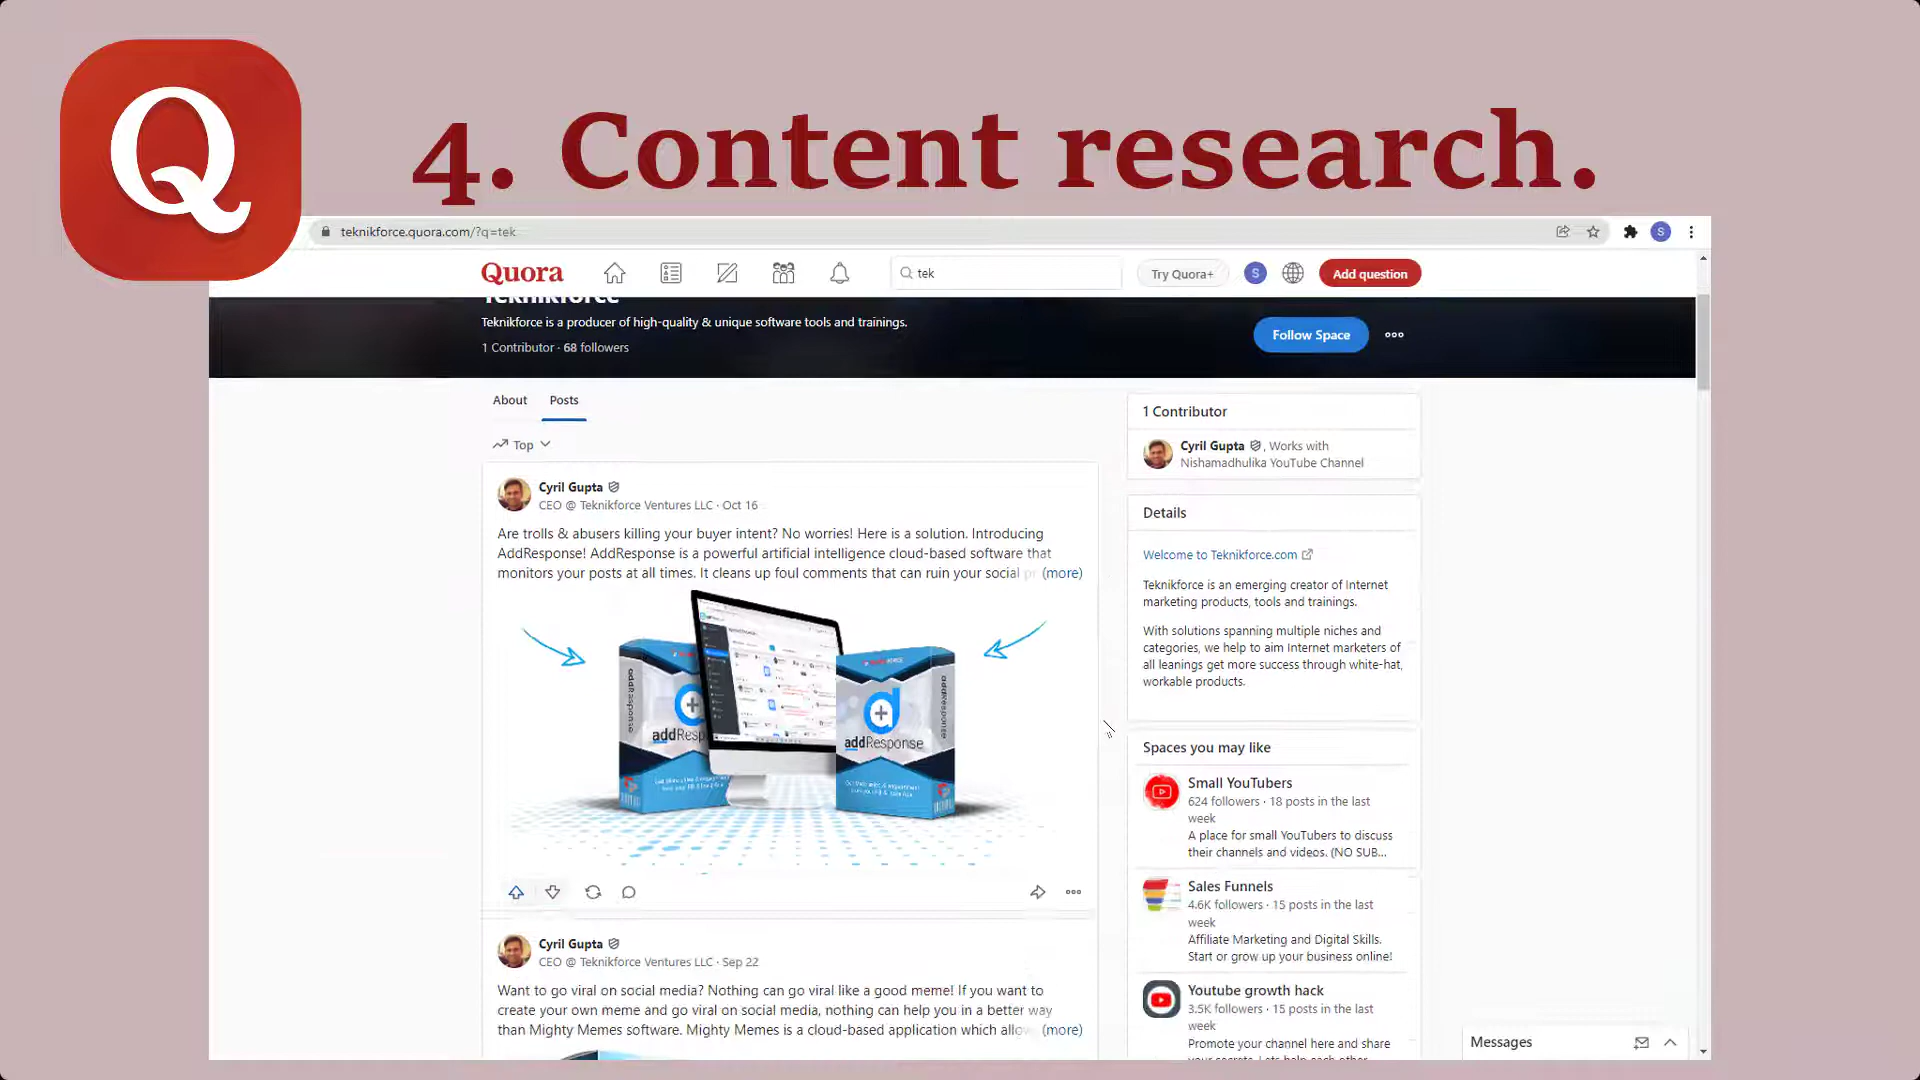 Q
4. Content research.
teknikforce.quora.com/?q=tek
S
Quora
tek
Try Quora+
S
Add question
Teknikforce
Teknikforce is a producer of high-quality & unique software tools and trainings.
1 Contributor · 68 followers
Follow Space
About
Posts
Top
Cyril Gupta
CEO @ Teknikforce Ventures LLC · Oct 16
Are trolls & abusers killing your buyer intent? No worries! Here is a solution. Introducing
AddResponse! AddResponse is a powerful artificial intelligence cloud-based software that
monitors your posts at all times. It cleans up foul comments that can ruin your social (more)
addResponse
addResp
addResponse
addResponse
Cyril Gupta
CEO @ Teknikforce Ventures LLC · Sep 22
Want to go viral on social media? Nothing can go viral like a good meme! If you want to
create your own meme and go viral on social media, nothing can help you in a better way
than Mighty Memes software. Mighty Memes is a cloud-based application which allow (more)
1 Contributor
Cyril Gupta , Works with
Nishamadhulika YouTube Channel
Details
Welcome to Teknikforce.com
Teknikforce is an emerging creator of Internet
marketing products, tools and trainings.
With solutions spanning multiple niches and
categories, we help to aim Internet marketers of
all leanings get more success through white-hat,
workable products.
Spaces you may like
Small YouTubers
624 followers · 18 posts in the last
week
A place for small YouTubers to discuss
their channels and videos. (NO SUB...
Sales Funnels
4.6K followers · 15 posts in the last
week
Affiliate Marketing and Digital Skills.
Start or grow up your business online!
Youtube growth hack
3.5K followers · 15 posts in the last
week
Promote your channel here and share
your secrets. Lets help each other
Messages